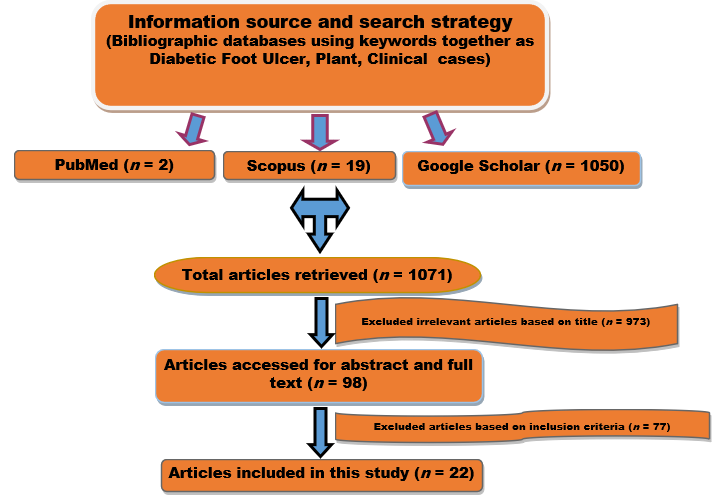 Information source and search strategy
(Bibliographic databases using keywords together as
Diabetic Foot Ulcer, Plant, Clinical cases)
PubMed (n = 2)
Scopus (n = 19)
Google Scholar (n = 1050)
Total articles retrieved (n = 1071)
Excluded irrelevant articles based on title (n = 973)
Articles accessed for abstract and full
text (n = 98)
Excluded articles based on inclusion criteria (n = 77)
Articles included in this study (n = 22)